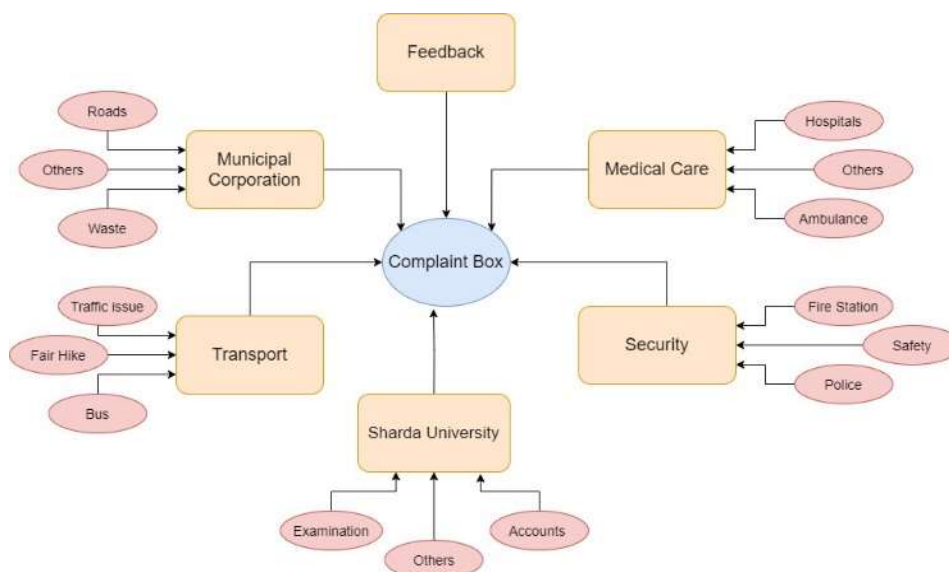 Feedback
Roads
Others
Waste
Municipal
Corporation
Medical Care
Hospitals
Others
Ambulance
Complaint Box
Traffic issue
Fair Hike
Bus
Transport
Security
Fire Station
Safety
Police
Sharda University
Examination
Others
Accounts